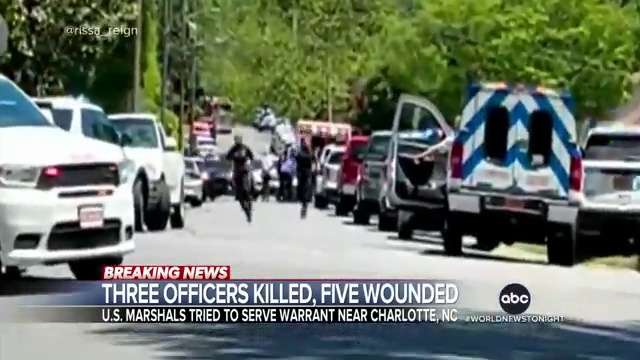 @rissa_reign
BREAKING NEWS
THREE OFFICERS KILLED, FIVE WOUNDED
abc
U.S. MARSHALS TRIED TO SERVE WARRANT NEAR CHARLOTTE, NC
#WORLDNEWSTONIGHT